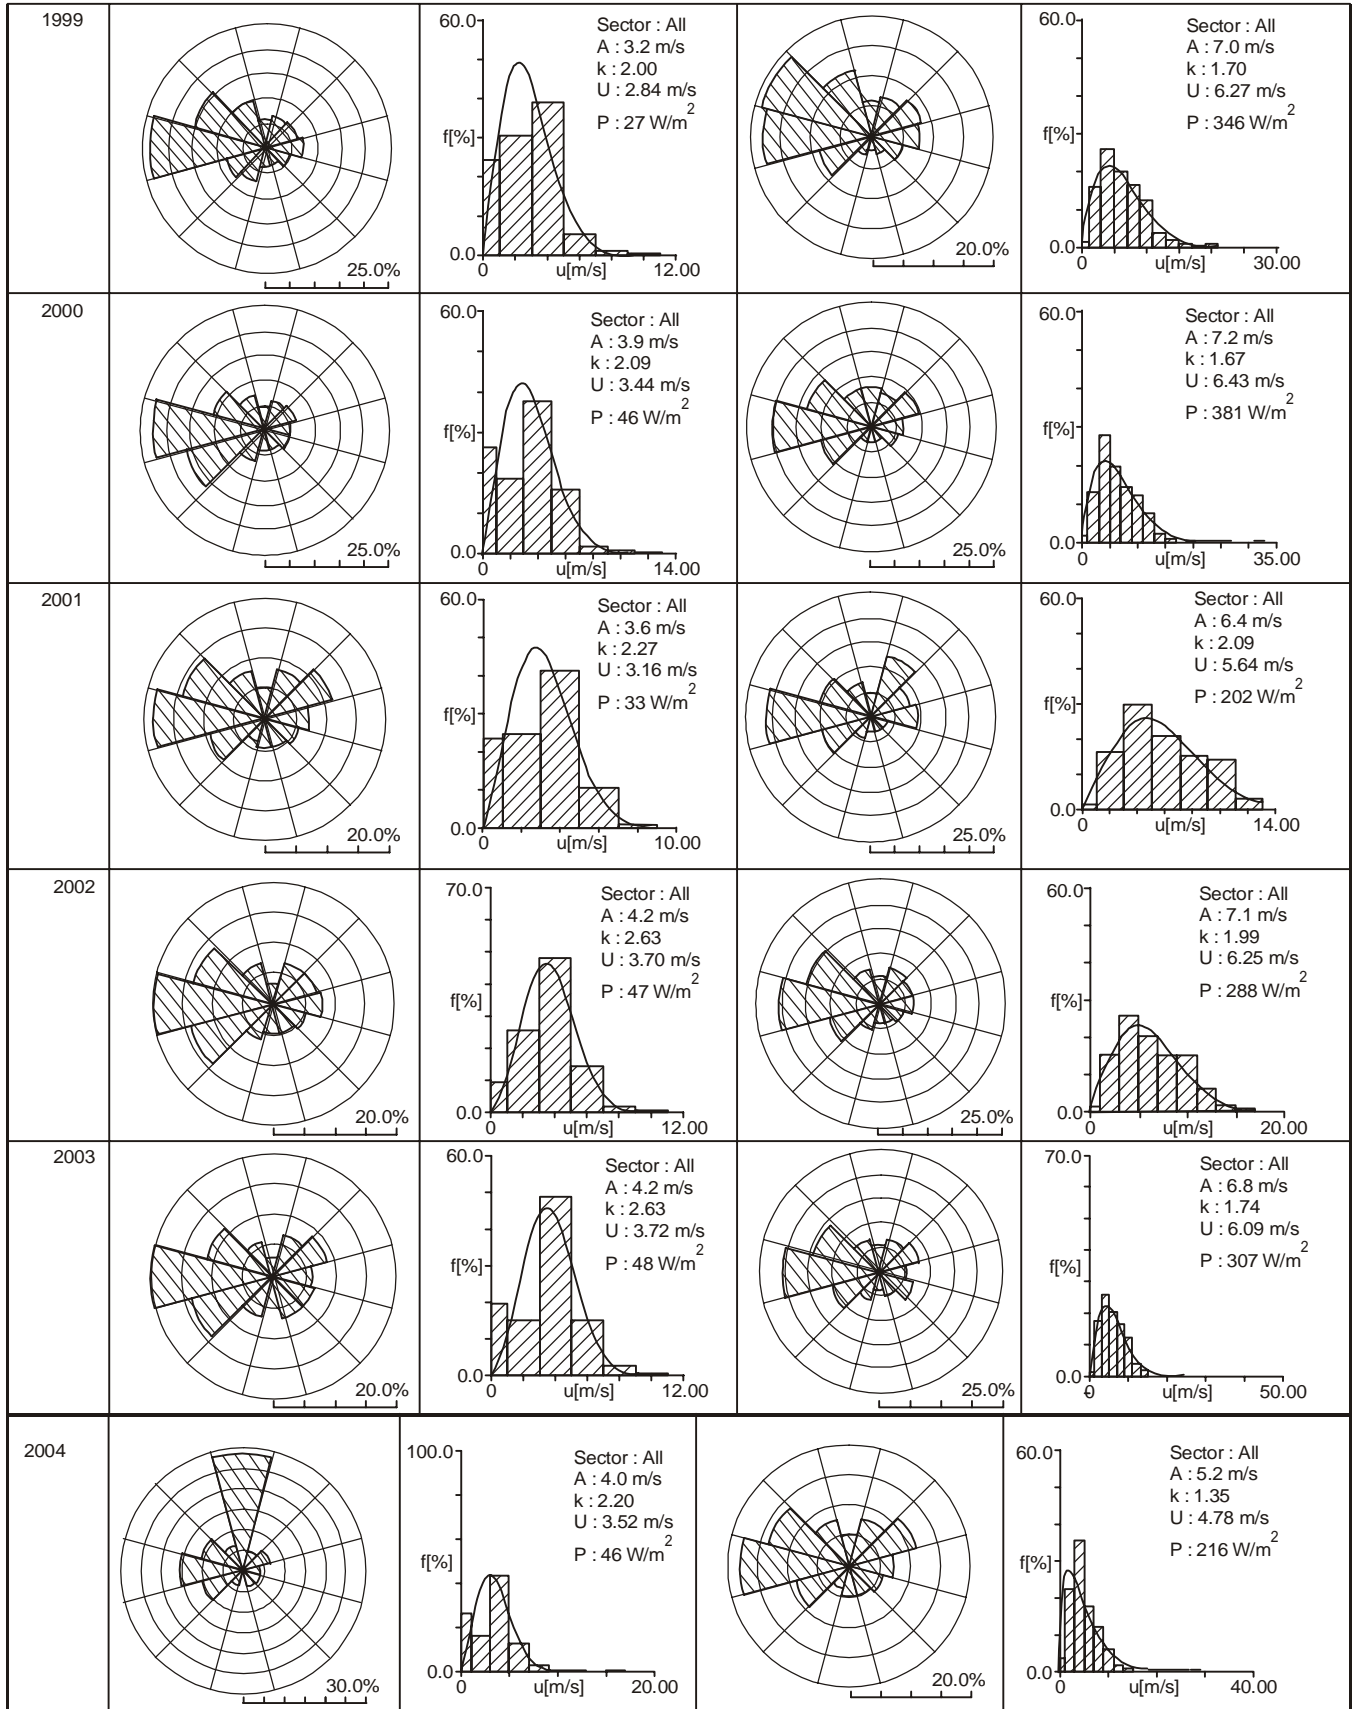 1999
25.0%
60.0
f[%]
0.0
0
u[m/s]
12.00
Sector : All
A : 3.2 m/s
k : 2.00
U : 2.84 m/s
P : 27 W/m2
20.0%
60.0
f[%]
0.0
0
u[m/s]
30.00
Sector : All
A : 7.0 m/s
k : 1.70
U : 6.27 m/s
P : 346 W/m2
2000
25.0%
60.0
f[%]
0.0
0
u[m/s]
14.00
Sector : All
A : 3.9 m/s
k : 2.09
U : 3.44 m/s
P : 46 W/m2
25.0%
60.0
f[%]
0.0
0
u[m/s]
35.00
Sector : All
A : 7.2 m/s
k : 1.67
U : 6.43 m/s
P : 381 W/m2
2001
20.0%
60.0
f[%]
0.0
0
u[m/s]
10.00
Sector : All
A : 3.6 m/s
k : 2.27
U : 3.16 m/s
P : 33 W/m2
25.0%
60.0
f[%]
0.0
0
u[m/s]
14.00
Sector : All
A : 6.4 m/s
k : 2.09
U : 5.64 m/s
P : 202 W/m2
2002
20.0%
70.0
f[%]
0.0
0
u[m/s]
12.00
Sector : All
A : 4.2 m/s
k : 2.63
U : 3.70 m/s
P : 47 W/m2
25.0%
60.0
f[%]
0.0
0
u[m/s]
20.00
Sector : All
A : 7.1 m/s
k : 1.99
U : 6.25 m/s
P : 288 W/m2
2003
20.0%
60.0
f[%]
0.0
0
u[m/s]
12.00
Sector : All
A : 4.2 m/s
k : 2.63
U : 3.72 m/s
P : 48 W/m2
25.0%
70.0
f[%]
0.0
0
u[m/s]
50.00
Sector : All
A : 6.8 m/s
k : 1.74
U : 6.09 m/s
P : 307 W/m2
2004
30.0%
100.0
f[%]
0.0
0
u[m/s]
20.00
Sector : All
A : 4.0 m/s
k : 2.20
U : 3.52 m/s
P : 46 W/m2
20.0%
60.0
f[%]
0.0
0
u[m/s]
40.00
Sector : All
A : 5.2 m/s
k : 1.35
U : 4.78 m/s
P : 216 W/m2